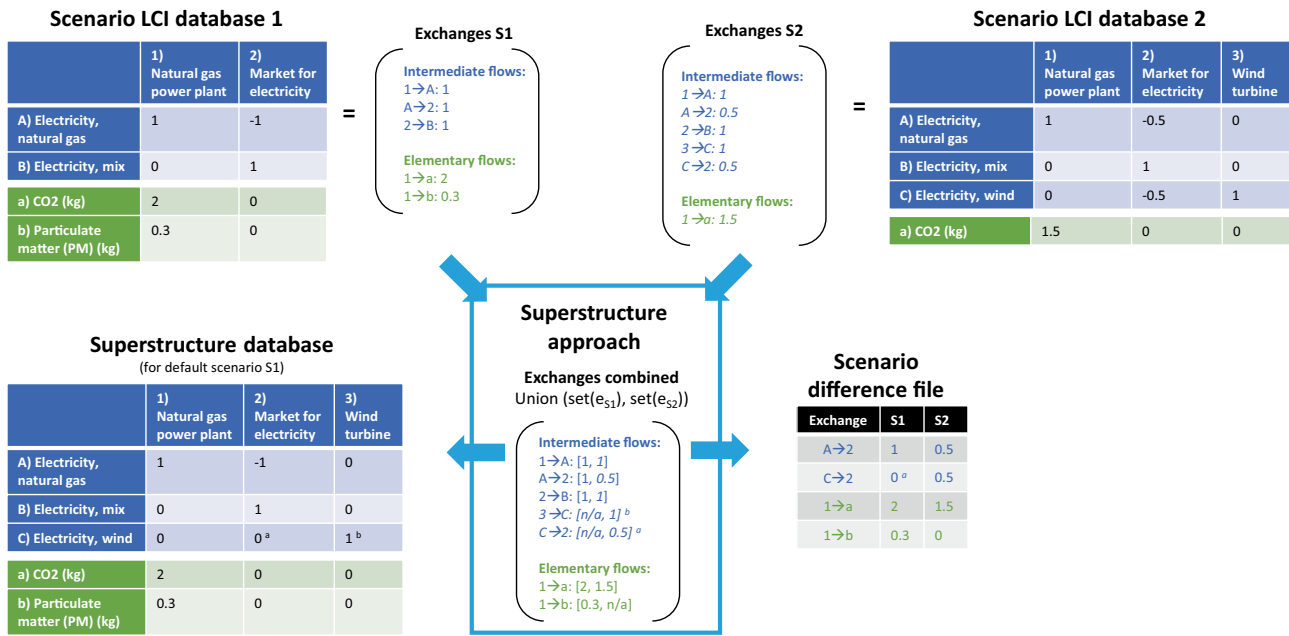 Scenario LCI database 1
1)
Natural gas
power plant
2)
Market for
electricity
A) Electricity,
natural gas
1
-1
B) Electricity, mix
0
1
a) CO2 (kg)
2
0
b) Particulate
matter (PM) (kg)
0.3
0
=
Exchanges S1
Intermediate flows:
1→A: 1
A→2: 1
2→B: 1
Elementary flows:
1→a: 2
1→b: 0.3
Exchanges S2
Intermediate flows:
1→A: 1
A→2: 0.5
2→B: 1
3→C: 1
C→2: 0.5
Elementary flows:
1→a: 1.5
=
Scenario LCI database 2
1)
Natural gas
power plant
2)
Market for
electricity
3)
Wind
turbine
A) Electricity,
natural gas
1
-0.5
0
B) Electricity, mix
0
1
0
C) Electricity, wind
0
-0.5
1
a) CO2 (kg)
1.5
0
0
Superstructure database
(for default scenario S1)
1)
Natural gas
power plant
2)
Market for
electricity
3)
Wind
turbine
A) Electricity,
natural gas
1
-1
0
B) Electricity, mix
0
1
0
C) Electricity, wind
0
0 a
1 b
a) CO2 (kg)
2
0
0
b) Particulate
matter (PM) (kg)
0.3
0
0
Superstructure
approach
Exchanges combined
Union (set(eS1), set(eS2))
Intermediate flows:
1→A: [1, 1]
A→2: [1, 0.5]
2→B: [1, 1]
3→C: [n/a, 1] b
C→2: [n/a, 0.5] a
Elementary flows:
1→a: [2, 1.5]
1→b: [0.3, n/a]
Scenario
difference file
Exchange S1 S2
A→2 1 0.5
C→2 0 a 0.5
1→a 2 1.5
1→b 0.3 0